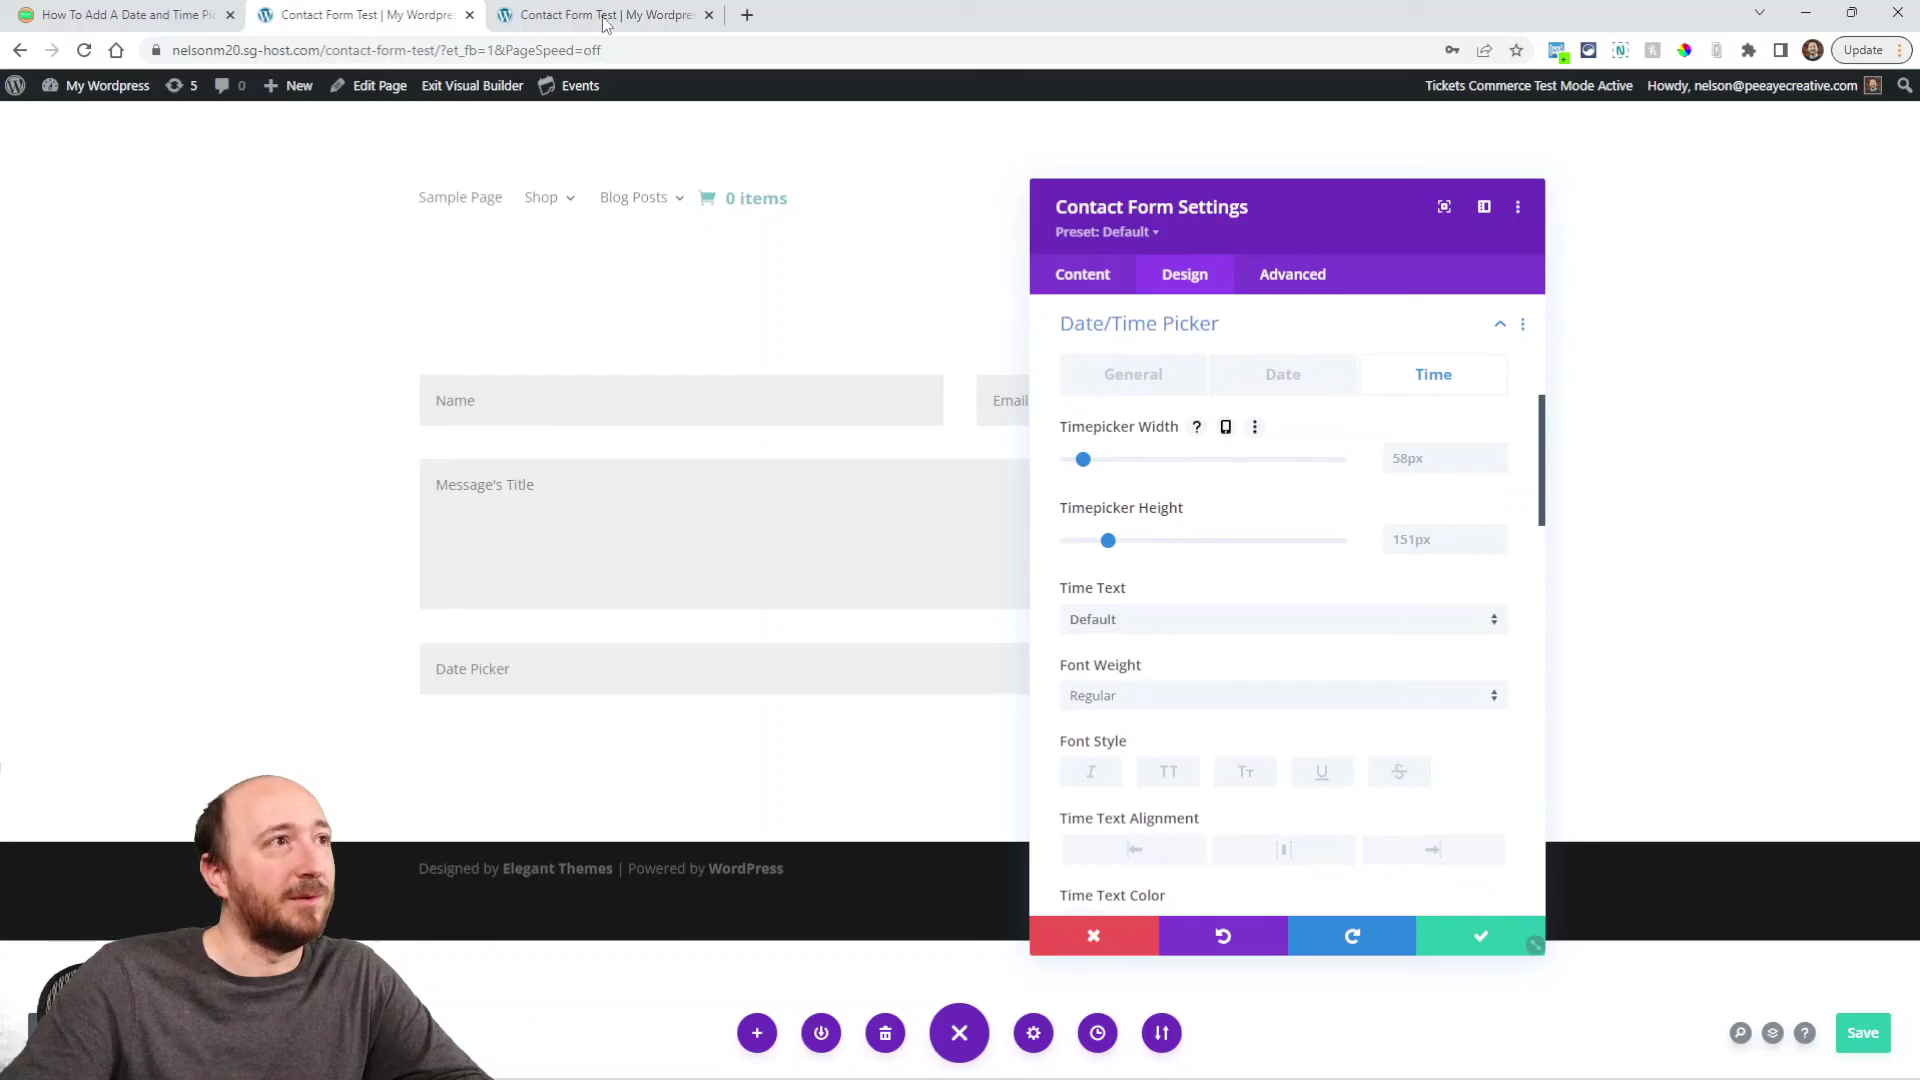 How To Add A Date and Time Pi
Contact Form Test | My Wordpre
Contact Form Test | My Wordpre
nelsonm20.sg-host.com/contact-form-test/?et_fb=1&PageSpeed=off
Update
My Wordpress
5
0
New
Edit Page
Exit Visual Builder
Events
Tickets Commerce Test Mode Active
Howdy, nelson@peeayecreative.com
Sample Page
Shop
Blog Posts
0 items
Contact Form Settings
Preset: Default
Content
Design
Advanced
Date/Time Picker
General
Date
Time
Timepicker Width
?
58px
Timepicker Height
151px
Time Text
Default
Font Weight
Regular
Font Style
I
TT
Tт
U
S
Time Text Alignment
Time Text Color
Name
Email
Message's Title
Date Picker
Designed by Elegant Themes | Powered by WordPress
?
Save